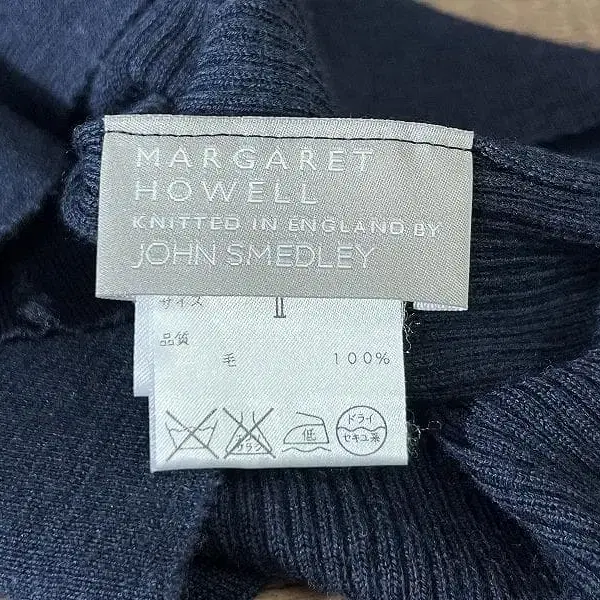 MARGARET
HOWELL
KNITTED IN ENGLAND BY
JOHN SMEDLEY
サイズ II
品質
毛 100%
低
ドライ
セキユ系